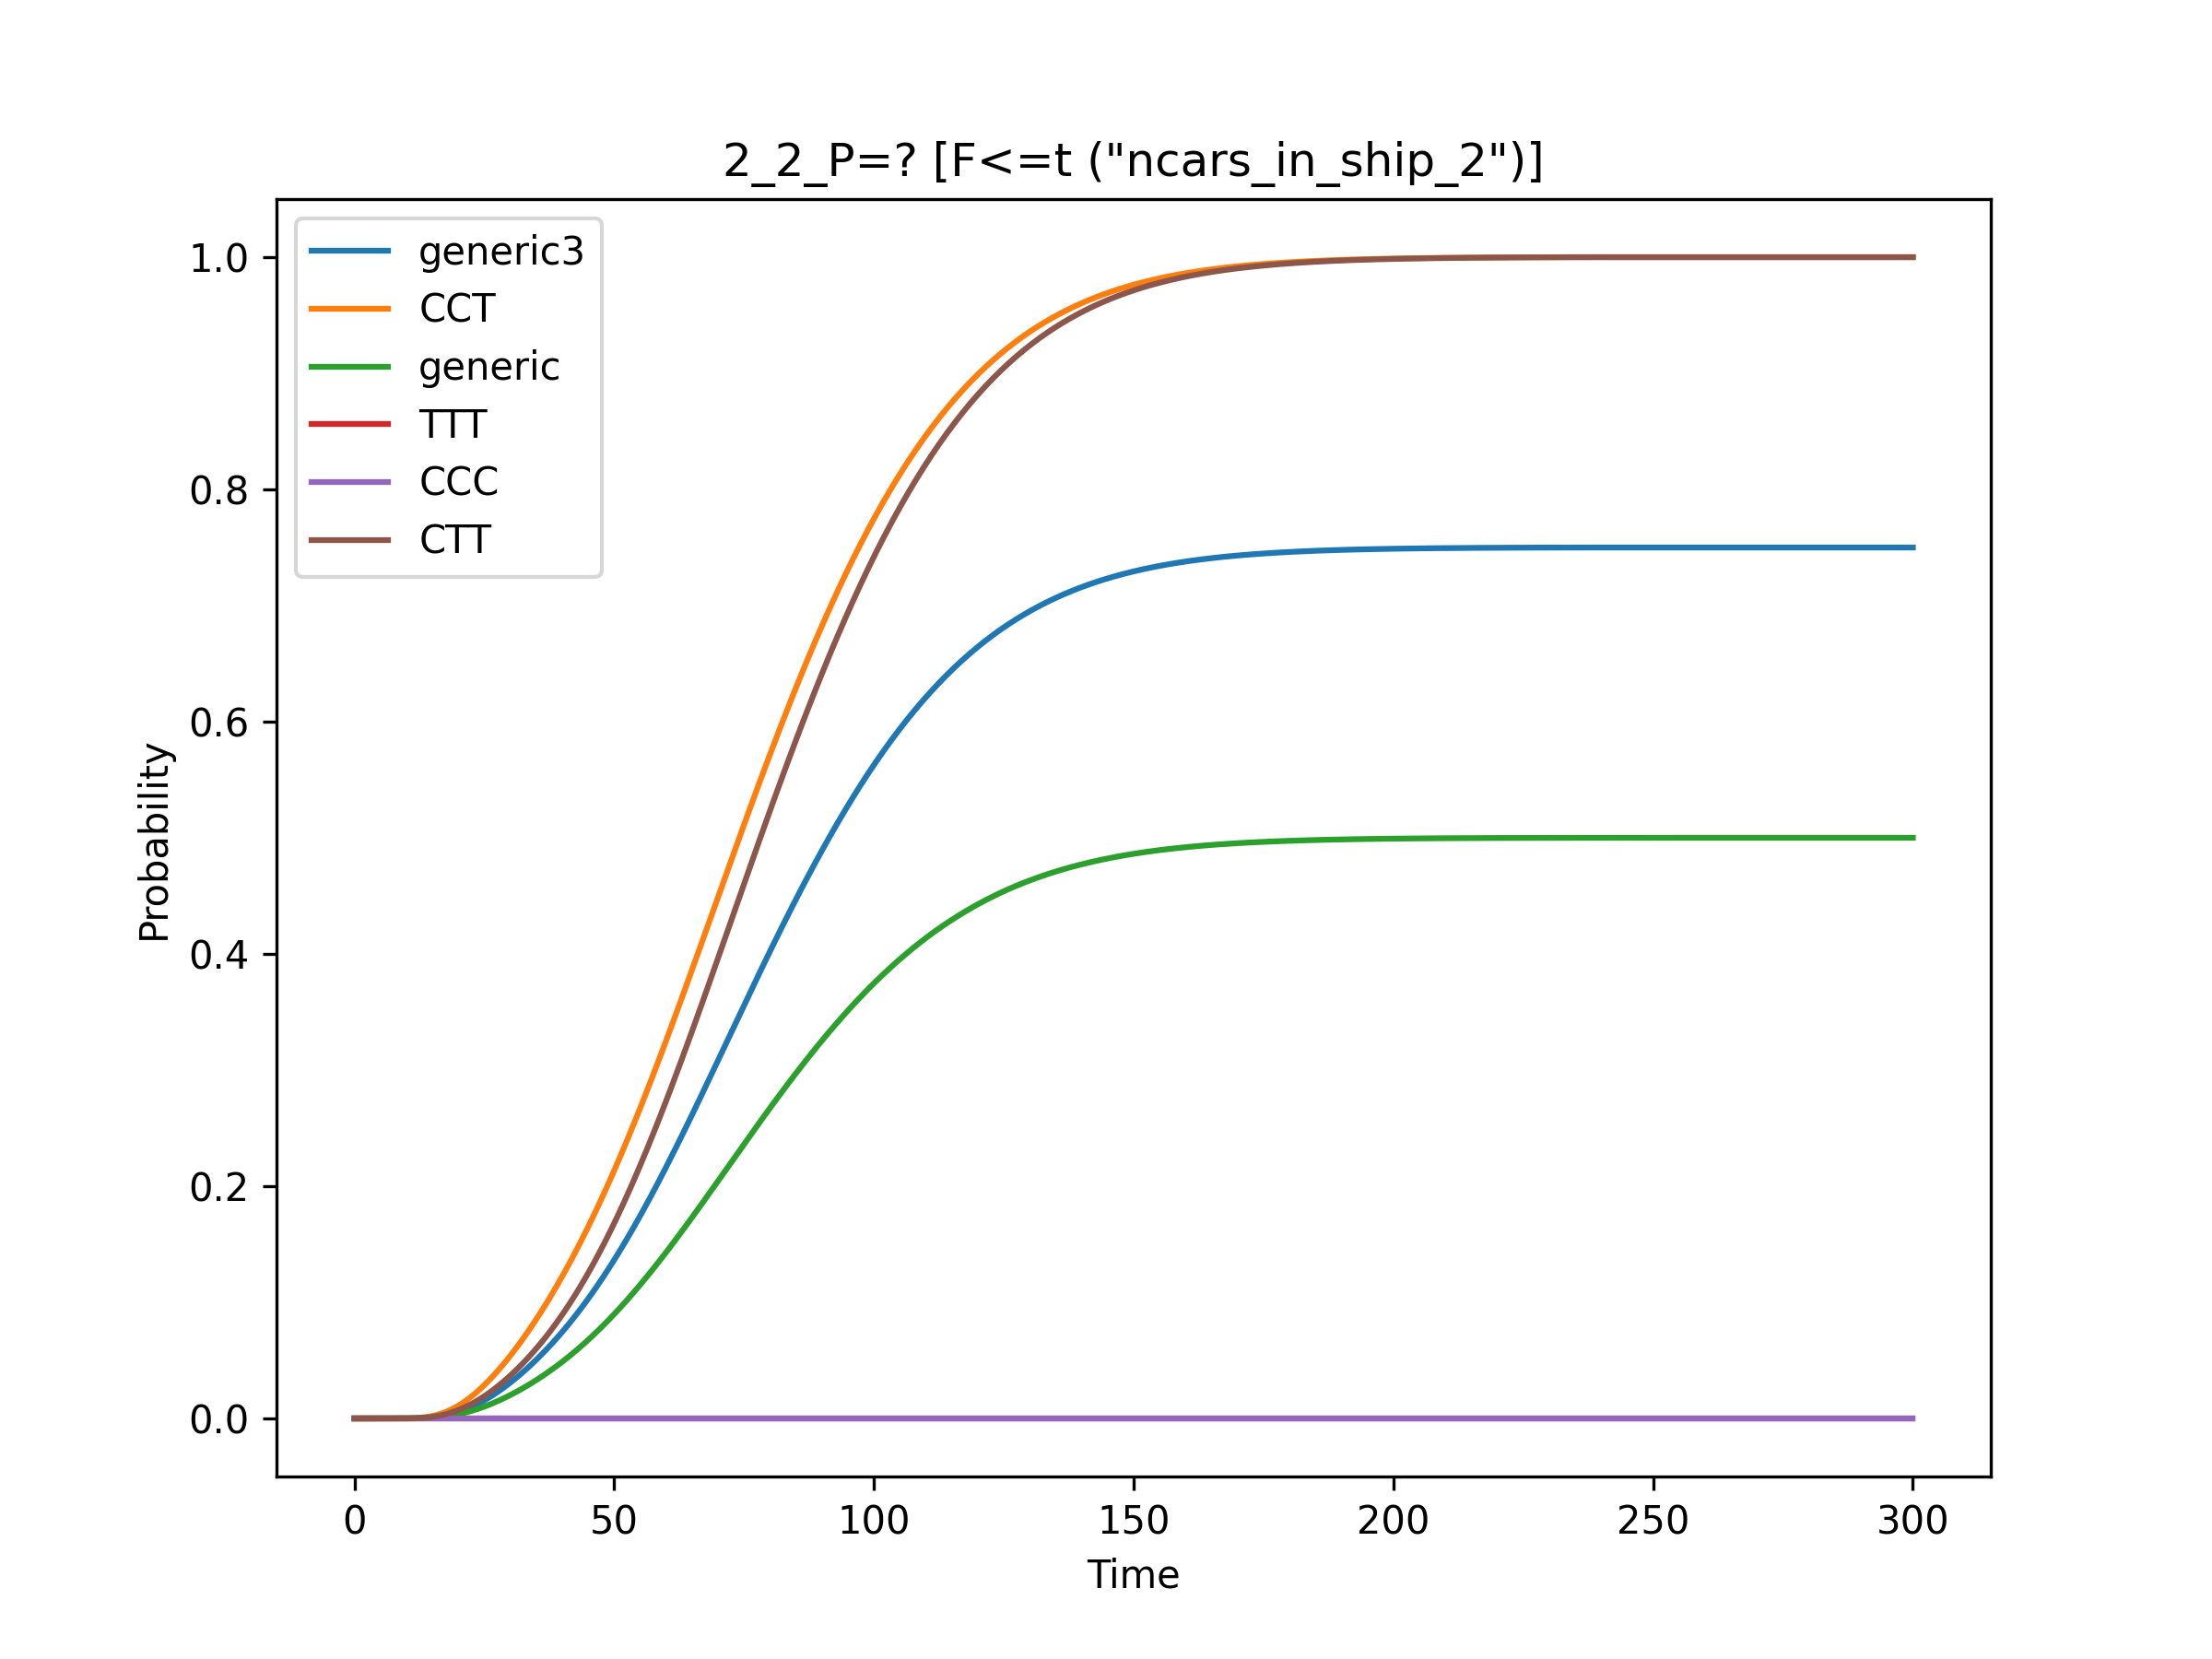 2_2_P=? [F<=t ("ncars_in_ship_2")]
generic3
CCT
generic
TTT
CCC
CTT
1.0
0.8
0.6
0.4
0.2
0.0
Probability
0 50 100 150 200 250 300
Time